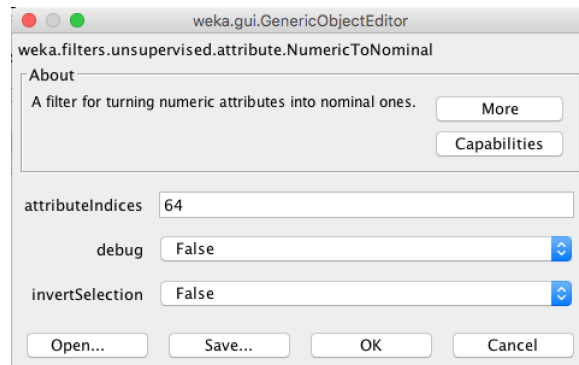 weka.gui.GenericObjectEditor
weka.filters.unsupervised.attribute.NumericToNominal
About
A filter for turning numeric attributes into nominal ones.
More
Capabilities
attributeIndices 64
debug False
invertSelection False
Open... Save... OK Cancel